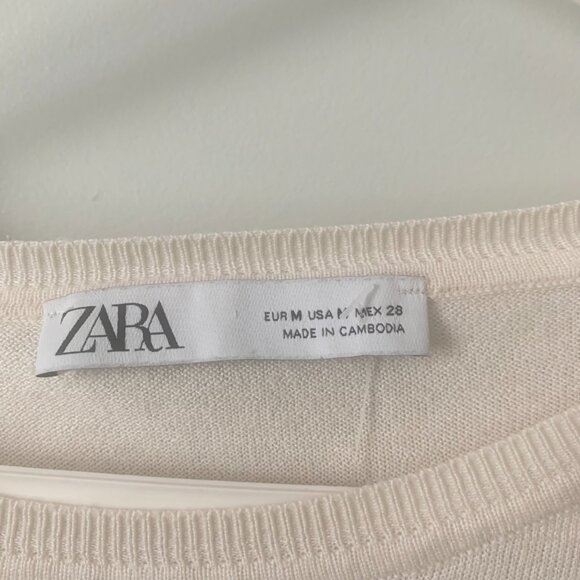 ZARA
EUR M USA M MEX 28
MADE IN CAMBODIA